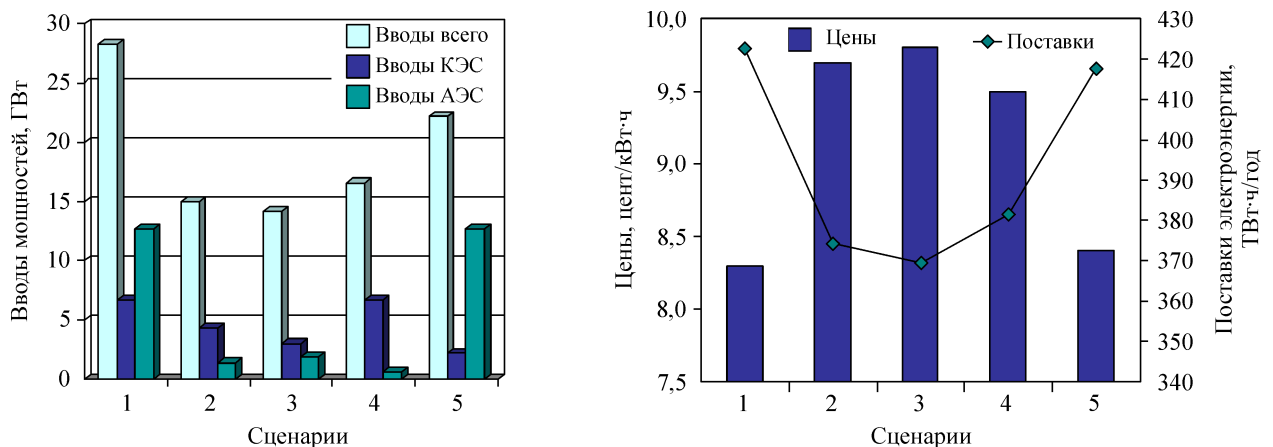 Вводы мощностей, ГВт
30
25
20
15
10
5
0
Вводы всего
Вводы КЭС
Вводы АЭС
1 2 3 4 5
Сценарии
Цены, цент/кВт·ч
10,0
9,5
9,0
8,5
8,0
7,5
Цены
Поставки
430
420
410
400
390
380
370
360
350
340
Поставки электроэнергии,
ТВт·ч/год
1 2 3 4 5
Сценарии